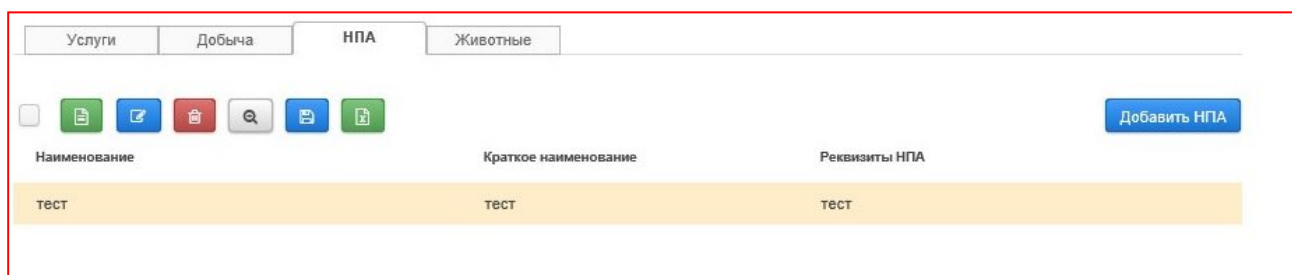 Услуги Добыча НПА Животные
Добавить НПА
Наименование Краткое наименование Реквизиты НПА
тест тест тест